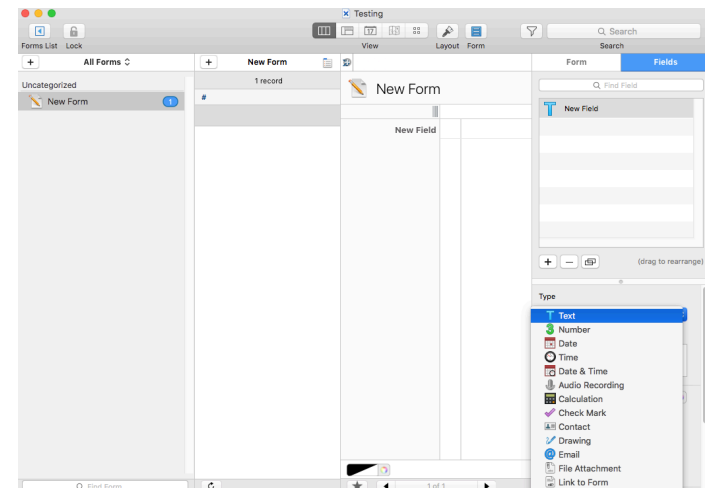 Testing
Forms List Lock View Layout Form Search
Search
17
+ All Forms + New Form Form Fields
Uncategorized
New Form 1
1 record
#
New Form
New Field
Find Field
New Field
+ − (drag to rearrange)
Type
Text
Number
Date
Time
Date & Time
Audio Recording
Calculation
Check Mark
Contact
Drawing
Email
File Attachment
Link to Form
Find Form
1 of 1